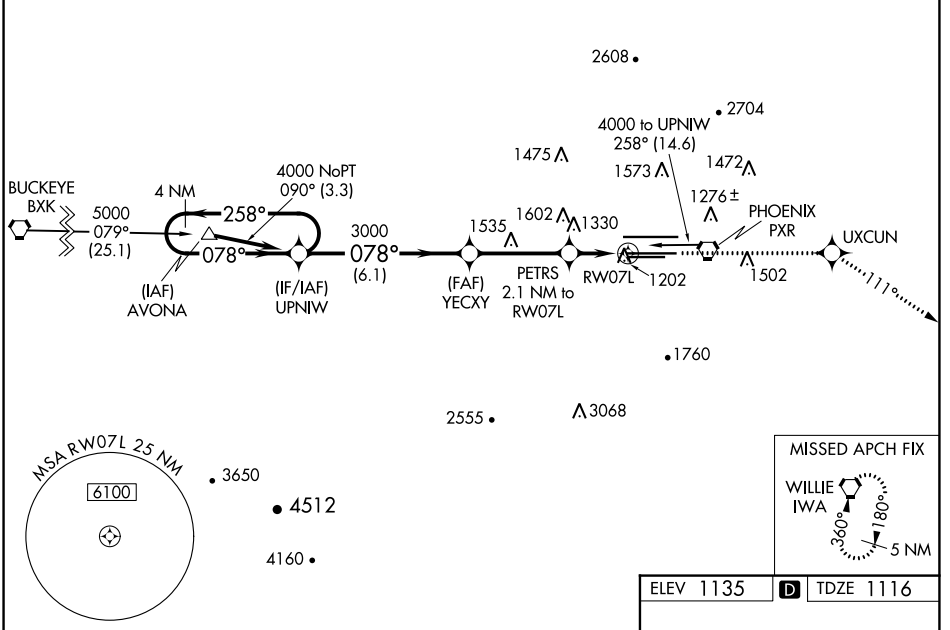 2608
2704
4000 to UPNIW
258° (14.6)
1475
1573
1472
BUCKEYE
BXK
4 NM
4000 NoPT
090° (3.3)
1276±
5000
079°
(25.1)
258°
078°
3000
078°
(6.1)
1535
1602
1330
PHOENIX
PXR
UXCUN
(IAF)
AVONA
(IF/IAF)
UPNIW
(FAF)
YECXY
PETRS
2.1 NM to
RW07L
RW07L
1202
1502
111°
1760
2555
3068
MSA RW07L 25 NM
6100
3650
4512
4160
MISSED APCH FIX
WILLIE
IWA
360°
180°
5 NM
ELEV 1135 D TDZE 1116